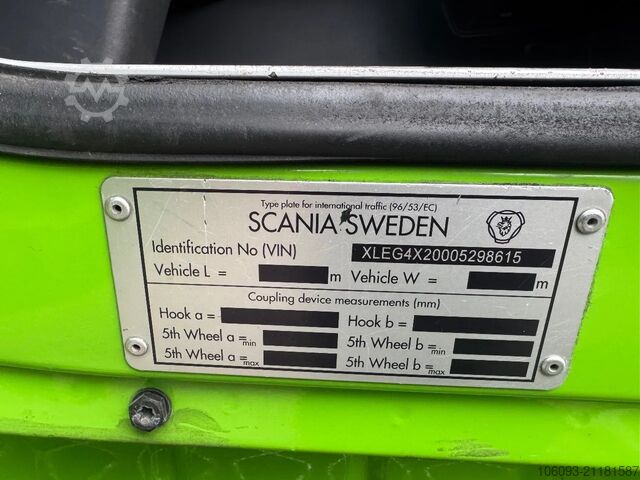 Type plate for international traffic (96/53/EC)
SCANIA SWEDEN
Identification No (VIN) XLEG4X20005298615
Vehicle L = m Vehicle W = m
Coupling device measurements (mm)
Hook a = Hook b =
5th Wheel a =min 5th Wheel b =min
5th Wheel a =max 5th Wheel b =max
106093-21181587